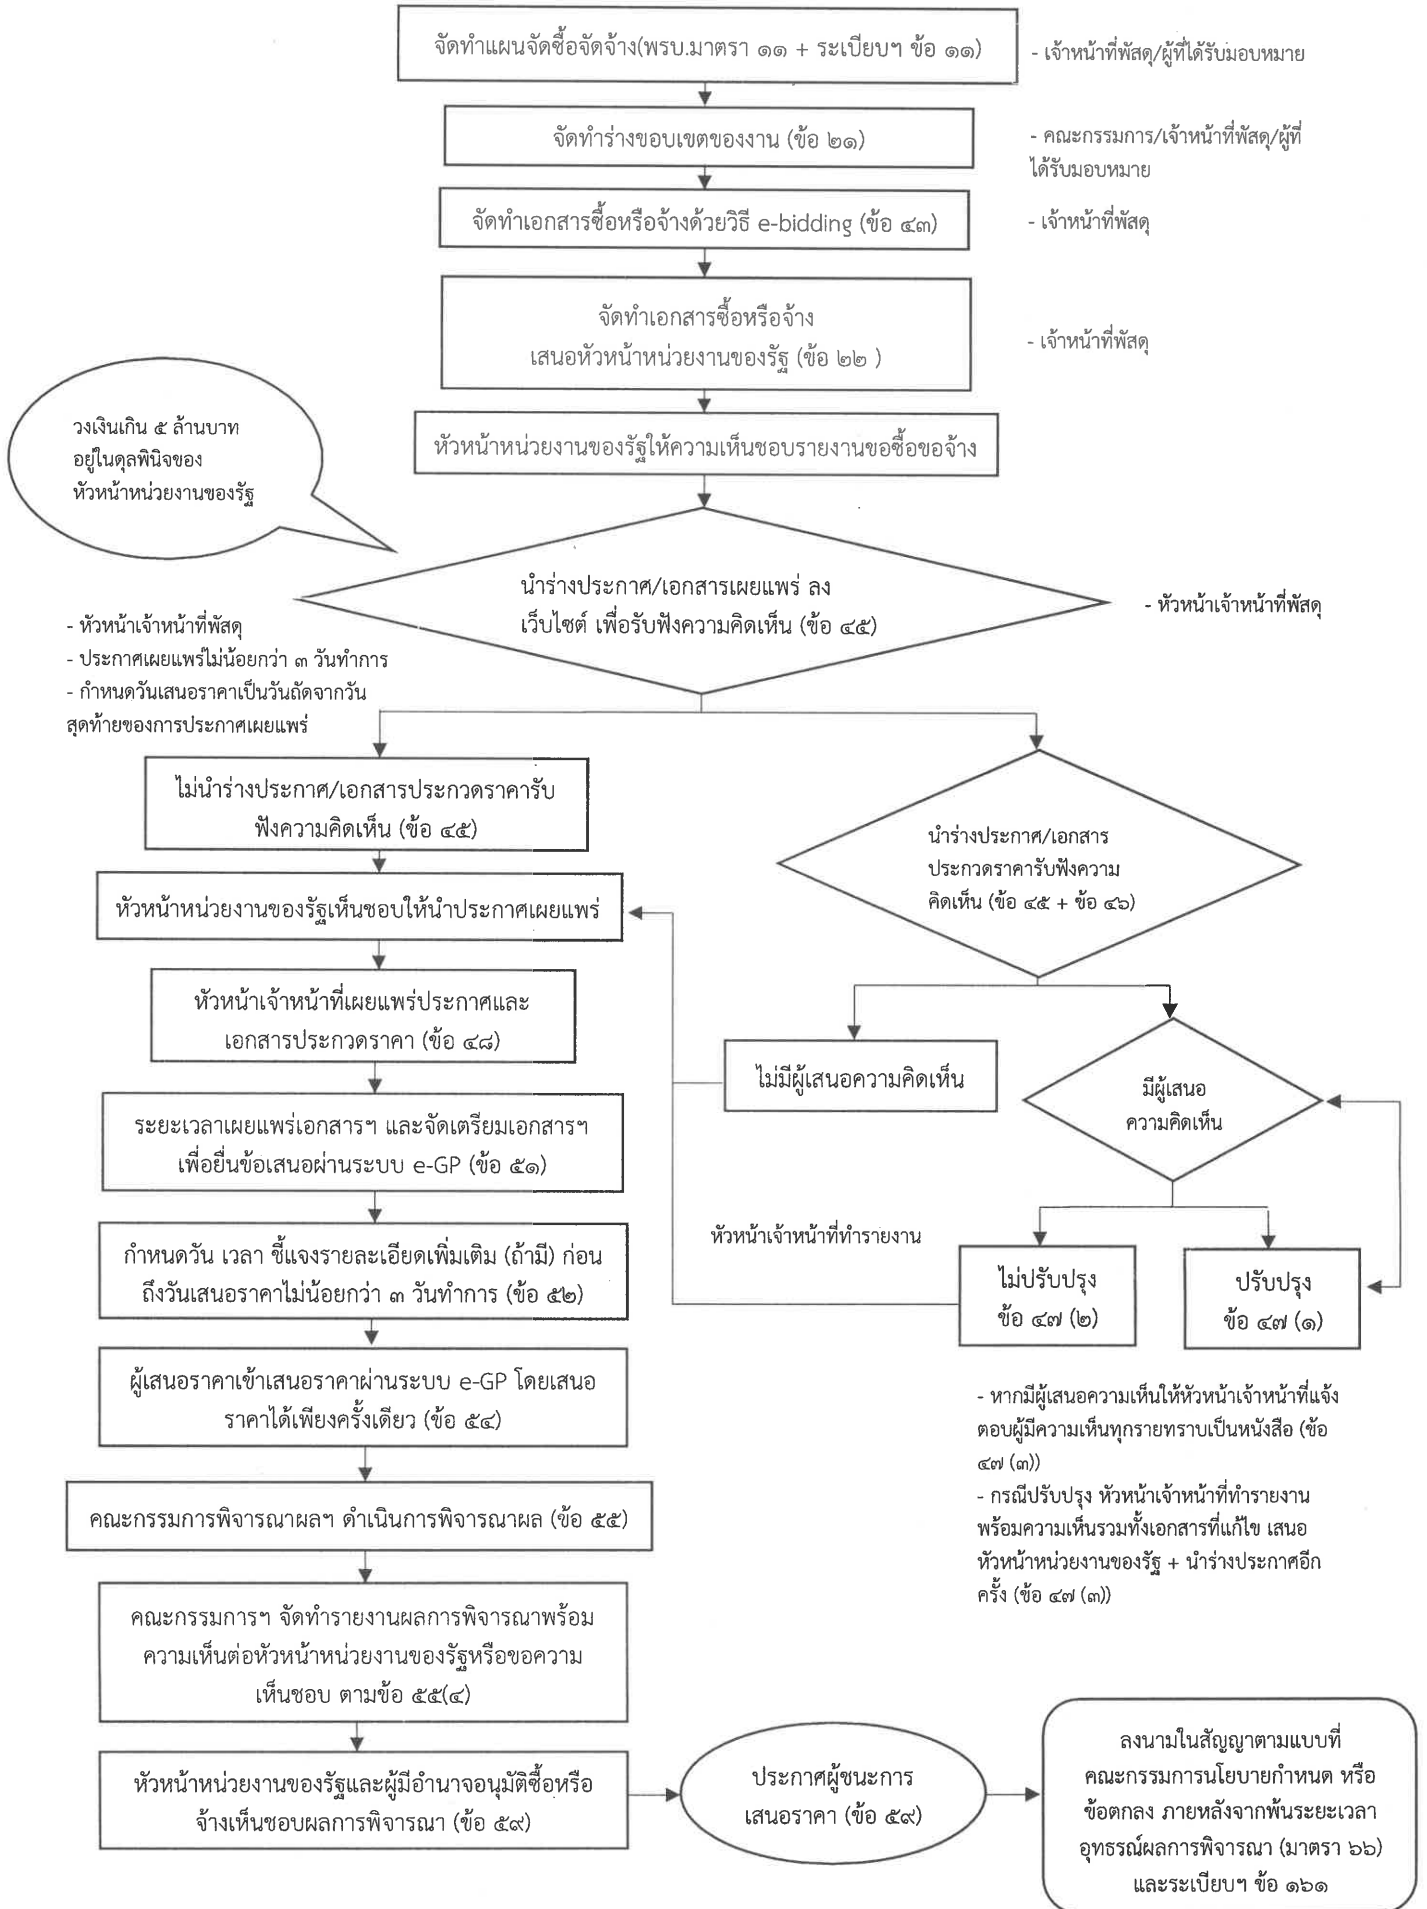 จัดทำแผนจัดซื้อจัดจ้าง(พรบ.มาตรา ๑๑ + ระเบียบฯ ข้อ ๑๑)
- เจ้าหน้าที่พัสดุ/ผู้ที่ได้รับมอบหมาย
จัดทำร่างขอบเขตของงาน (ข้อ ๒๑)
- คณะกรรมการ/เจ้าหน้าที่พัสดุ/ผู้ที่
ได้รับมอบหมาย
จัดทำเอกสารซื้อหรือจ้างด้วยวิธี e-bidding (ข้อ ๔๓)
- เจ้าหน้าที่พัสดุ
จัดทำเอกสารซื้อหรือจ้าง
เสนอหัวหน้าหน่วยงานของรัฐ (ข้อ ๒๒ )
- เจ้าหน้าที่พัสดุ
หัวหน้าหน่วยงานของรัฐให้ความเห็นชอบรายงานขอซื้อขอจ้าง
วงเงินเกิน ๕ ล้านบาท
อยู่ในดุลพินิจของ
หัวหน้าหน่วยงานของรัฐ
นำร่างประกาศ/เอกสารเผยแพร่ ลง
เว็บไซต์ เพื่อรับฟังความคิดเห็น (ข้อ ๔๕)
- หัวหน้าเจ้าหน้าที่พัสดุ
- หัวหน้าเจ้าหน้าที่พัสดุ
- ประกาศเผยแพร่ไม่น้อยกว่า ๓ วันทำการ
- กำหนดวันเสนอราคาเป็นวันถัดจากวัน
สุดท้ายของการประกาศเผยแพร่
ไม่นำร่างประกาศ/เอกสารประกวดราคารับ
ฟังความคิดเห็น (ข้อ ๔๕)
นำร่างประกาศ/เอกสาร
ประกวดราคารับฟังความ
คิดเห็น (ข้อ ๔๕ + ข้อ ๔๖)
หัวหน้าหน่วยงานของรัฐเห็นชอบให้นำประกาศเผยแพร่
หัวหน้าเจ้าหน้าที่เผยแพร่ประกาศและ
เอกสารประกวดราคา (ข้อ ๔๘)
ไม่มีผู้เสนอความคิดเห็น
มีผู้เสนอ
ความคิดเห็น
ระยะเวลาเผยแพร่เอกสารฯ และจัดเตรียมเอกสารฯ
เพื่อยื่นข้อเสนอผ่านระบบ e-GP (ข้อ ๕๑)
หัวหน้าเจ้าหน้าที่ทำรายงาน
กำหนดวัน เวลา ชี้แจงรายละเอียดเพิ่มเติม (ถ้ามี) ก่อน
ถึงวันเสนอราคาไม่น้อยกว่า ๓ วันทำการ (ข้อ ๕๒)
ไม่ปรับปรุง
ข้อ ๔๗ (๒)
ปรับปรุง
ข้อ ๔๗ (๑)
ผู้เสนอราคาเข้าเสนอราคาผ่านระบบ e-GP โดยเสนอ
ราคาได้เพียงครั้งเดียว (ข้อ ๕๔)
- หากมีผู้เสนอความเห็นให้หัวหน้าเจ้าหน้าที่แจ้ง
ตอบผู้มีความเห็นทุกรายทราบเป็นหนังสือ (ข้อ
๔๗ (๓))
- กรณีปรับปรุง หัวหน้าเจ้าหน้าที่ทำรายงาน
พร้อมความเห็นรวมทั้งเอกสารที่แก้ไข เสนอ
หัวหน้าหน่วยงานของรัฐ + นำร่างประกาศอีก
ครั้ง (ข้อ ๔๗ (๓))
คณะกรรมการพิจารณาผลฯ ดำเนินการพิจารณาผล (ข้อ ๕๕)
คณะกรรมการฯ จัดทำรายงานผลการพิจารณาพร้อม
ความเห็นต่อหัวหน้าหน่วยงานของรัฐหรือขอความ
เห็นชอบ ตามข้อ ๕๕(๔)
หัวหน้าหน่วยงานของรัฐและผู้มีอำนาจอนุมัติซื้อหรือ
จ้างเห็นชอบผลการพิจารณา (ข้อ ๕๙)
ประกาศผู้ชนะการ
เสนอราคา (ข้อ ๕๙)
ลงนามในสัญญาตามแบบที่
คณะกรรมการนโยบายกำหนด หรือ
ข้อตกลง ภายหลังจากพ้นระยะเวลา
อุทธรณ์ผลการพิจารณา (มาตรา ๖๖)
และระเบียบฯ ข้อ ๑๖๑